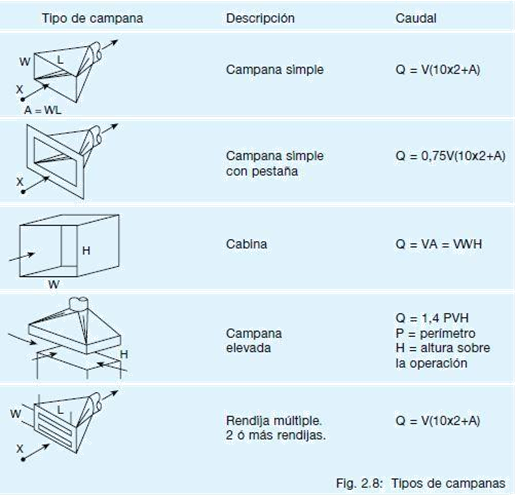 Tipo de campana Descripción Caudal
W L
X
A = WL
Campana simple Q = V(10x2+A)
X
Campana simple Q = 0,75V(10x2+A)
con pestaña
H
W
Cabina Q = VA = VWH
H
Campana
elevada
Q = 1,4 PVH
P = perímetro
H = altura sobre
la operación
W L
X
Rendija múltiple. Q = V(10x2+A)
2 ó más rendijas.
Fig. 2.8: Tipos de campanas